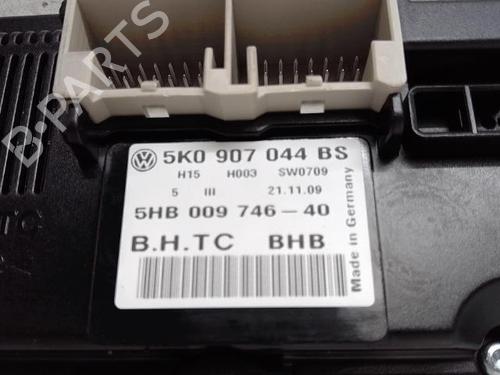 B-PARTS
5K0 907 044 BS
H15 H003 SW0709
5 III 21.11.09
5HB 009 746-40
B.H.TC BHB
Made in Germany
TC